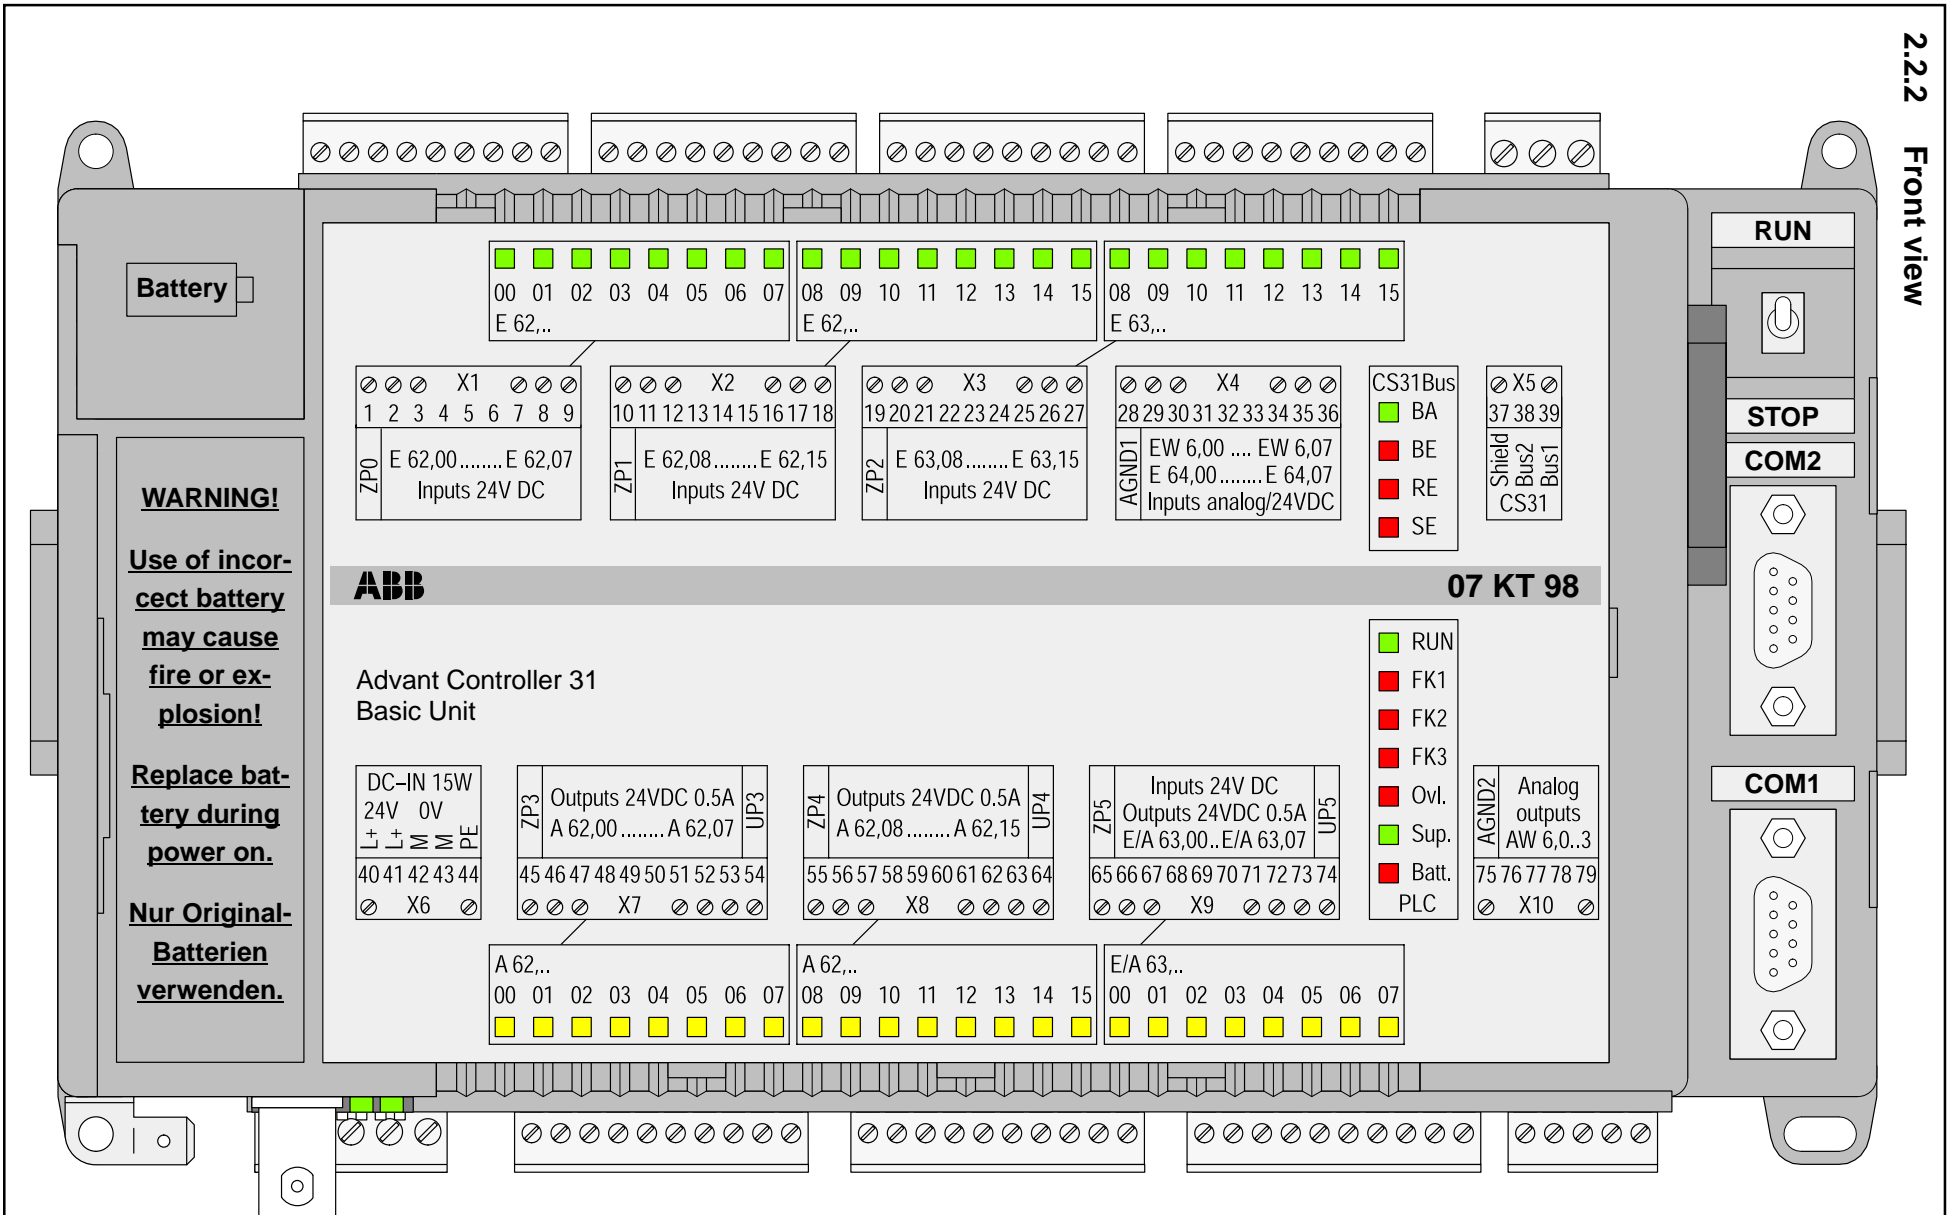 2.2.2 Front view
Battery
WARNING!
Use of incor-
cect battery
may cause
fire or ex-
plosion!
Replace bat-
tery during
power on.
Nur Original-
Batterien
verwenden.
00 01 02 03 04 05 06 07
E 62,..
08 09 10 11 12 13 14 15
E 62,..
08 09 10 11 12 13 14 15
E 63,..
X1
1 2 3 4 5 6 7 8 9
ZP0
E 62,00........E 62,07
Inputs 24V DC
X2
10 11 12 13 14 15 16 17 18
ZP1
E 62,08........E 62,15
Inputs 24V DC
X3
19 20 21 22 23 24 25 26 27
ZP2
E 63,08........E 63,15
Inputs 24V DC
X4
28 29 30 31 32 33 34 35 36
AGND1
EW 6,00 .... EW 6,07
E 64,00........E 64,07
Inputs analog/24VDC
CS31Bus
BA
BE
RE
SE
X5
37 38 39
Shield
Bus2
Bus1
CS31
ABB
07 KT 98
Advant Controller 31
Basic Unit
RUN
FK1
FK2
FK3
Ovl.
Sup.
Batt.
PLC
DC–IN 15W
24V 0V
L+
L+
M
M
PE
40 41 42 43 44
X6
ZP3
Outputs 24VDC 0.5A
A 62,00........A 62,07
UP3
45 46 47 48 49 50 51 52 53 54
X7
ZP4
Outputs 24VDC 0.5A
A 62,08........A 62,15
UP4
55 56 57 58 59 60 61 62 63 64
X8
ZP5
Inputs 24V DC
Outputs 24VDC 0.5A
E/A 63,00..E/A 63,07
UP5
65 66 67 68 69 70 71 72 73 74
X9
AGND2
Analog
outputs
AW 6,0..3
75 76 77 78 79
X10
A 62,..
00 01 02 03 04 05 06 07
A 62,..
08 09 10 11 12 13 14 15
E/A 63,..
00 01 02 03 04 05 06 07
RUN
STOP
COM2
COM1